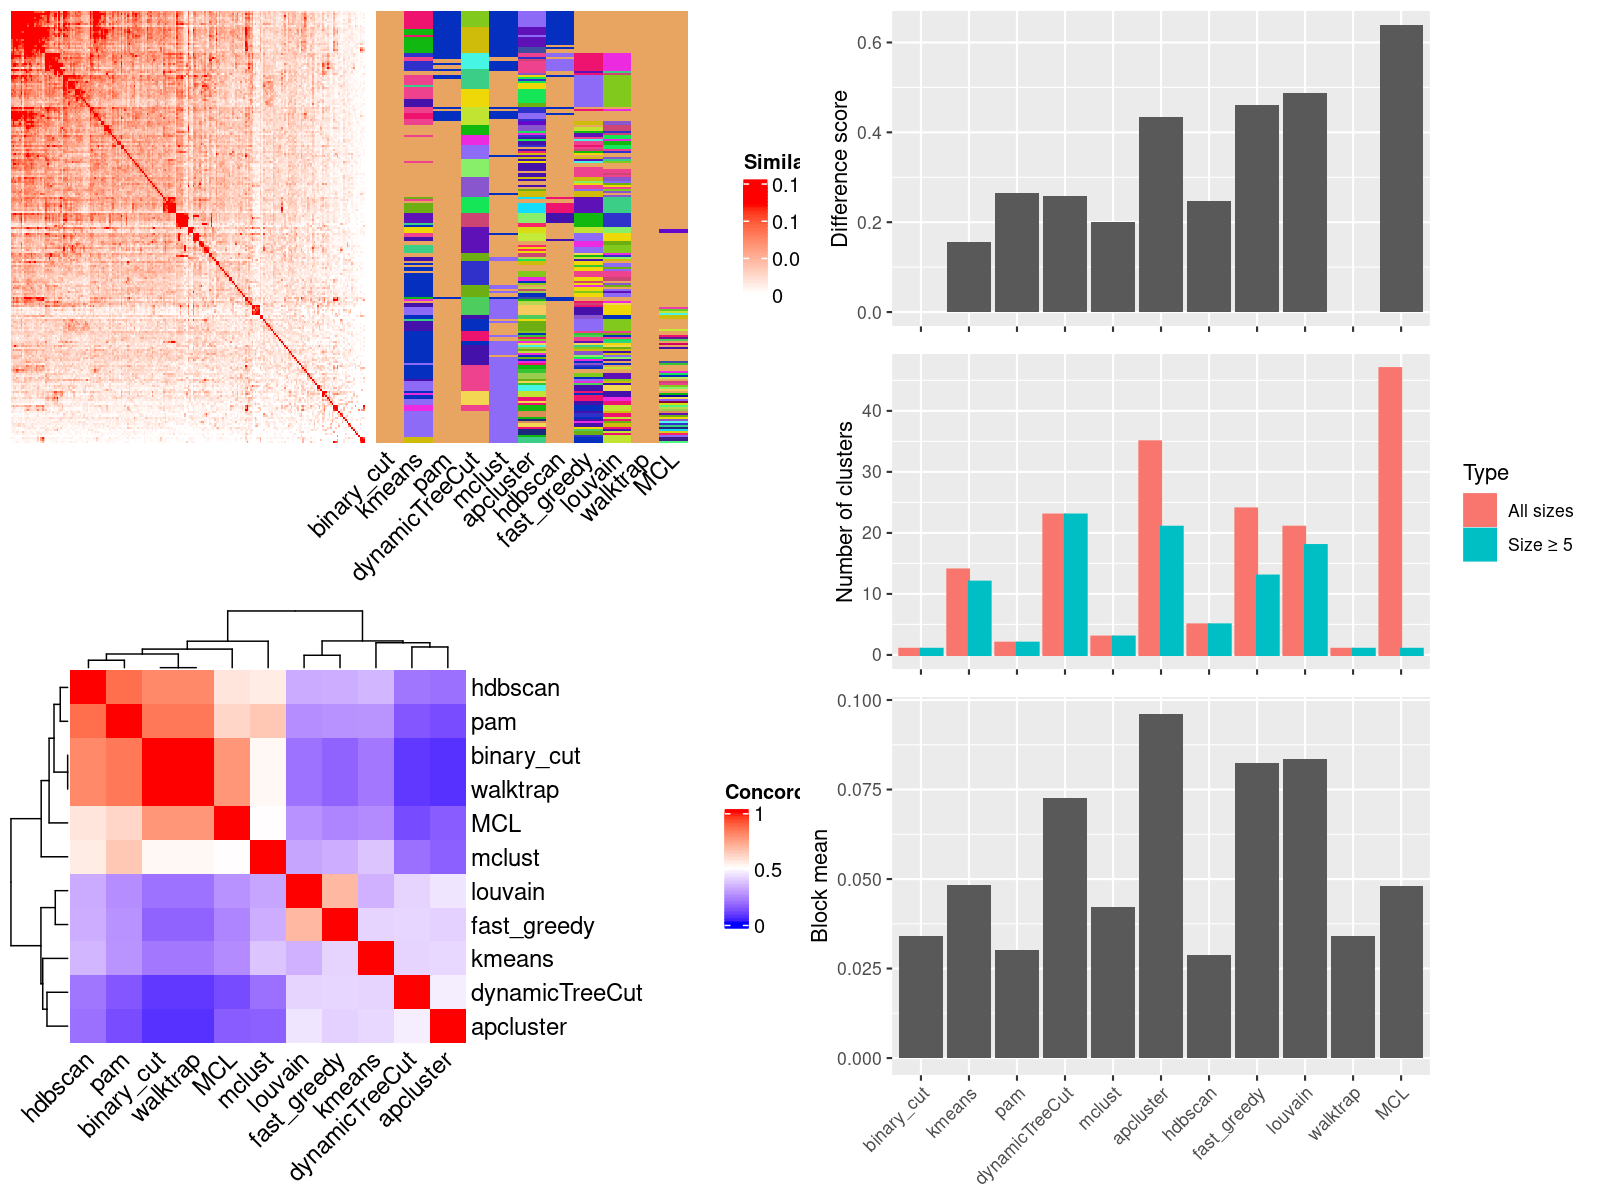 Simila
0.1
0.1
0.0
0
binary_cut
kmeans
pam
dynamicTreeCut
mclust
apcluster
hdbscan
fast_greedy
louvain
walktrap
MCL
hdbscan
pam
binary_cut
walktrap
MCL
mclust
louvain
fast_greedy
kmeans
dynamicTreeCut
apcluster
hdbscan
pam
binary_cut
walktrap
MCL
mclust
louvain
fast_greedy
kmeans
dynamicTreeCut
apcluster
Concord
1
0.5
0
Difference score
0.6
0.4
0.2
0.0
Number of clusters
40
30
20
10
0
Type
All sizes
Size ≥ 5
Block mean
0.100
0.075
0.050
0.025
0.000
binary_cut
kmeans
pam
dynamicTreeCut
mclust
apcluster
hdbscan
fast_greedy
louvain
walktrap
MCL